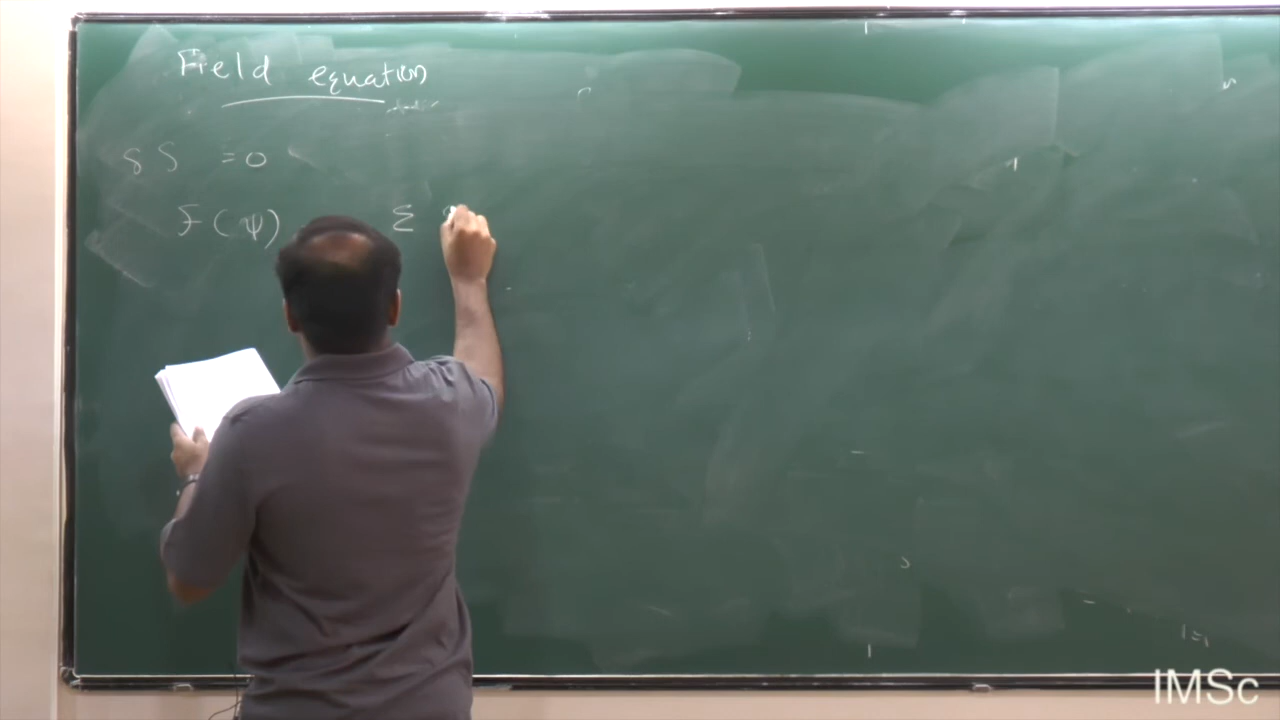 Field equation
δS = 0
F(ψ) Σ
IMSc